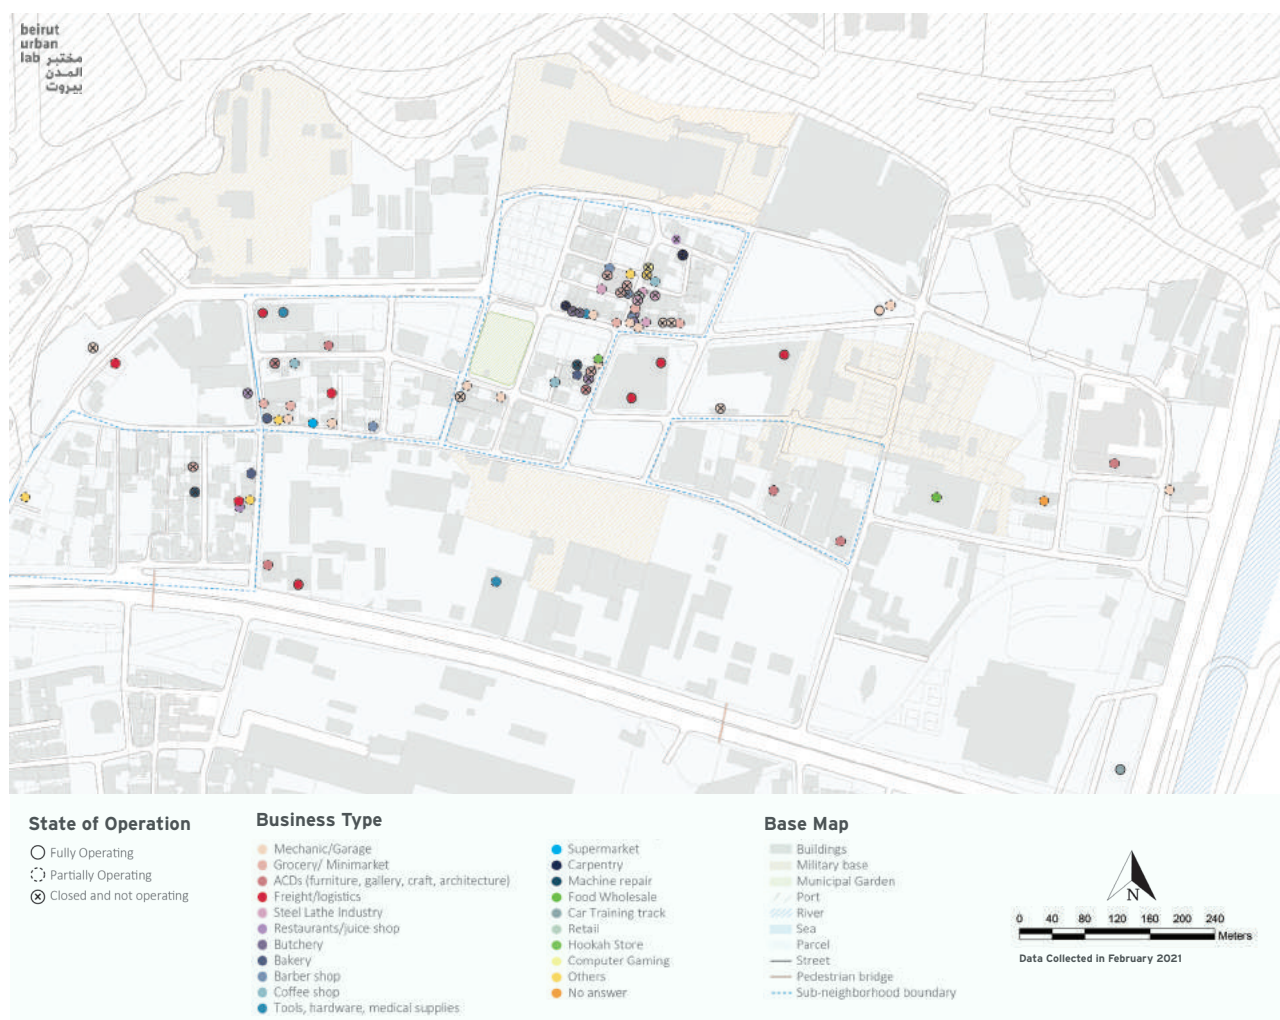 beirut
urban
lab مختبر
المدن
بيروت
State of Operation
Fully Operating
Partially Operating
Closed and not operating
Business Type
Mechanic/Garage
Grocery/ Minimarket
ACDs (furniture, gallery, craft, architecture)
Freight/logistics
Steel Lathe Industry
Restaurants/juice shop
Butchery
Bakery
Barber shop
Coffee shop
Tools, hardware, medical supplies
Supermarket
Carpentry
Machine repair
Food Wholesale
Car Training track
Retail
Hookah Store
Computer Gaming
Others
No answer
Base Map
Buildings
Military base
Municipal Garden
Port
River
Sea
Parcel
Street
Pedestrian bridge
Sub-neighborhood boundary
N
0 40 80 120 160 200 240
Meters
Data Collected in February 2021